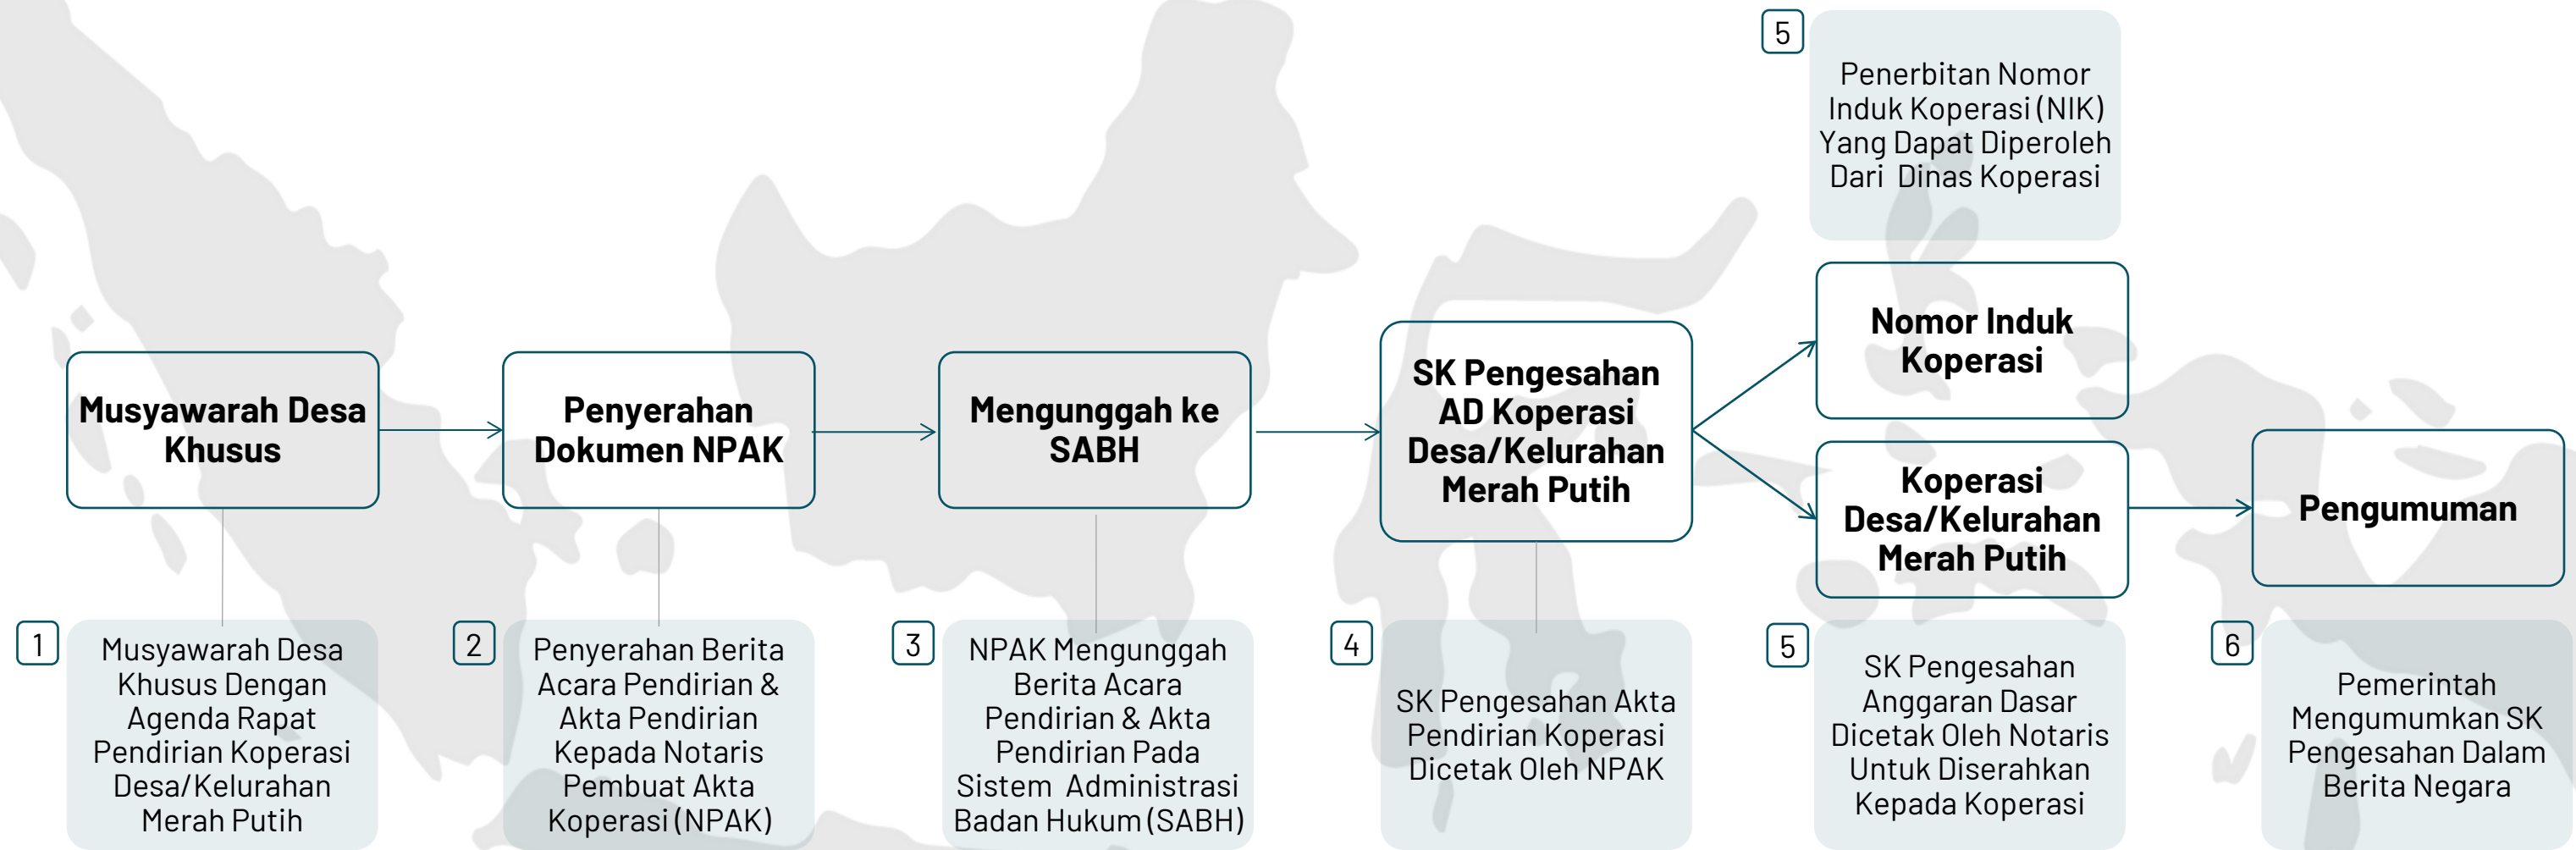 Musyawarah Desa
Khusus
1
Musyawarah Desa
Khusus Dengan
Agenda Rapat
Pendirian Koperasi
Desa/Kelurahan
Merah Putih
Penyerahan
Dokumen NPAK
2
Penyerahan Berita
Acara Pendirian &
Akta Pendirian
Kepada Notaris
Pembuat Akta
Koperasi (NPAK)
Mengunggah ke
SABH
3
NPAK Mengunggah
Berita Acara
Pendirian & Akta
Pendirian Pada
Sistem Administrasi
Badan Hukum (SABH)
SK Pengesahan
AD Koperasi
Desa/Kelurahan
Merah Putih
4
SK Pengesahan Akta
Pendirian Koperasi
Dicetak Oleh NPAK
5
Penerbitan Nomor
Induk Koperasi (NIK)
Yang Dapat Diperoleh
Dari Dinas Koperasi
Nomor Induk
Koperasi
Koperasi
Desa/Kelurahan
Merah Putih
5
SK Pengesahan
Anggaran Dasar
Dicetak Oleh Notaris
Untuk Diserahkan
Kepada Koperasi
Pengumuman
6
Pemerintah
Mengumumkan SK
Pengesahan Dalam
Berita Negara